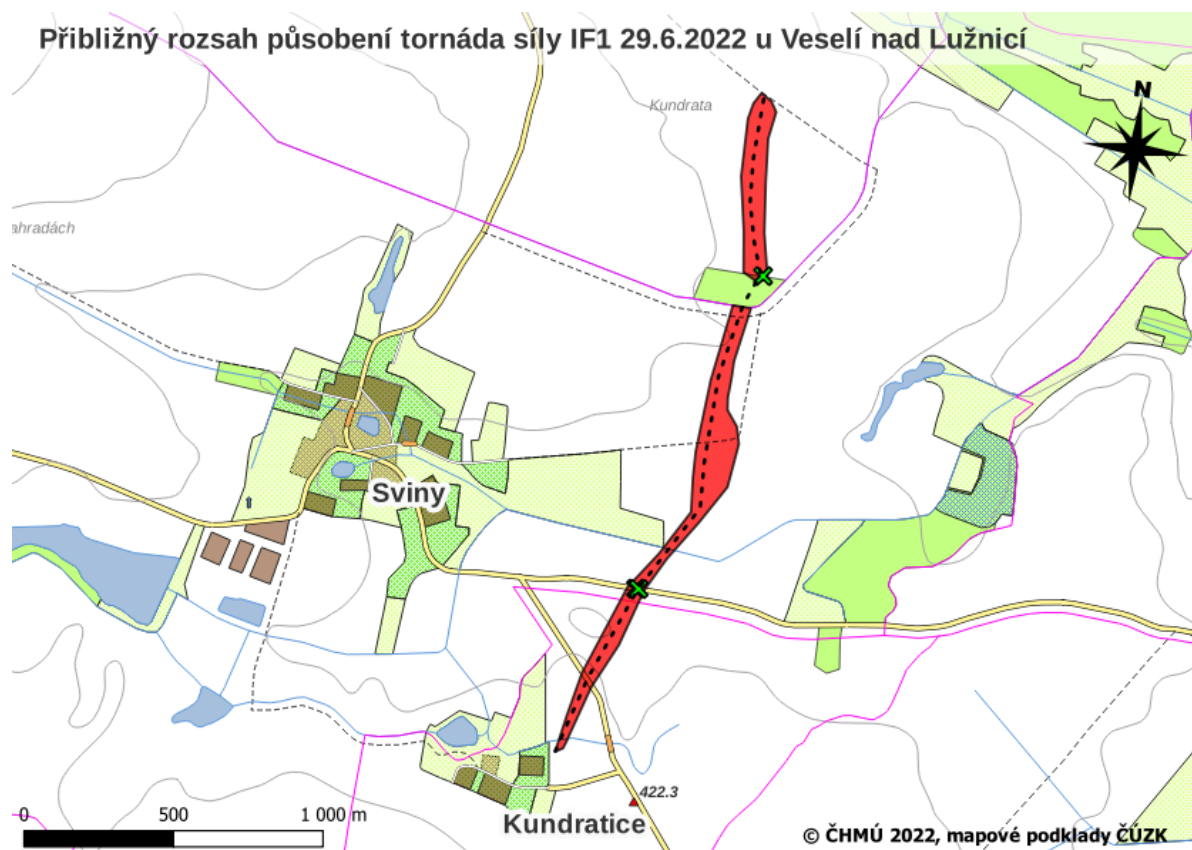 Přibližný rozsah působení tornáda síly IF1 29.6.2022 u Veselí nad Lužnicí
N
Kundrata
ahradách
Sviny
422.3
Kundratice
0 500 1 000 m
© ČHMÚ 2022, mapové podklady ČÚZK